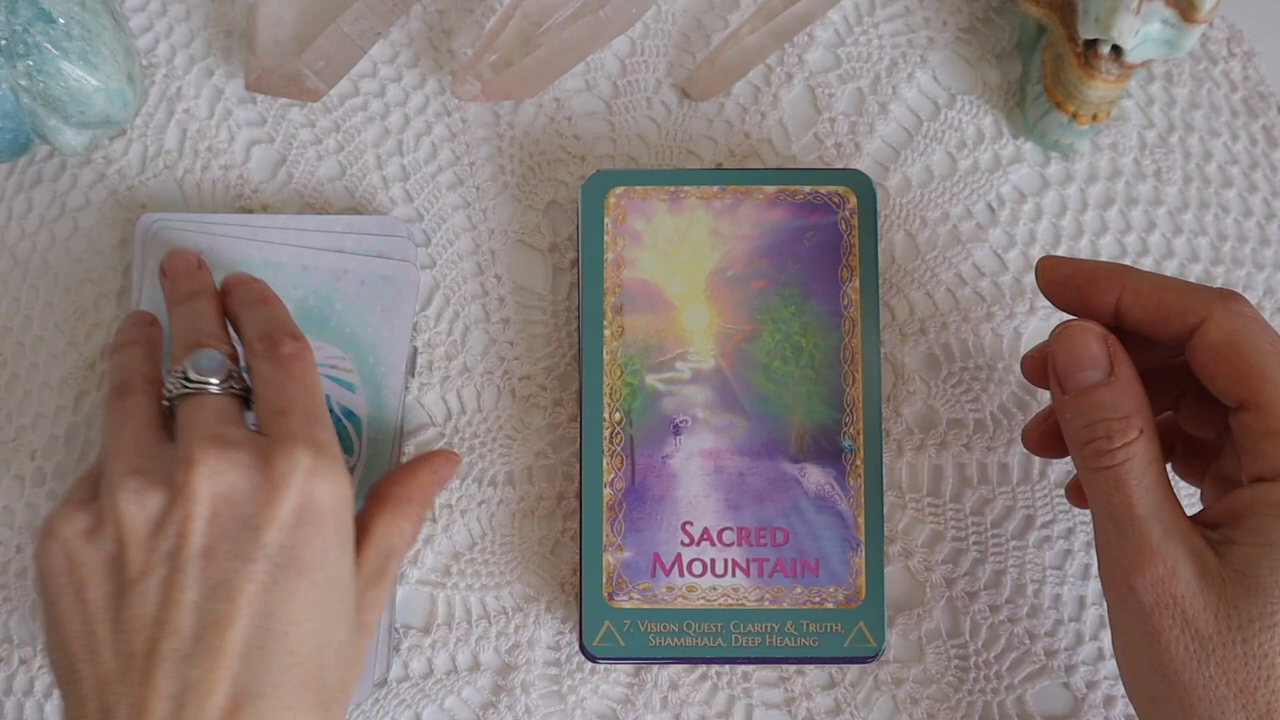 SACRED
MOUNTAIN
7. VISION QUEST, CLARITY & TRUTH,
SHAMBHALA, DEEP HEALING